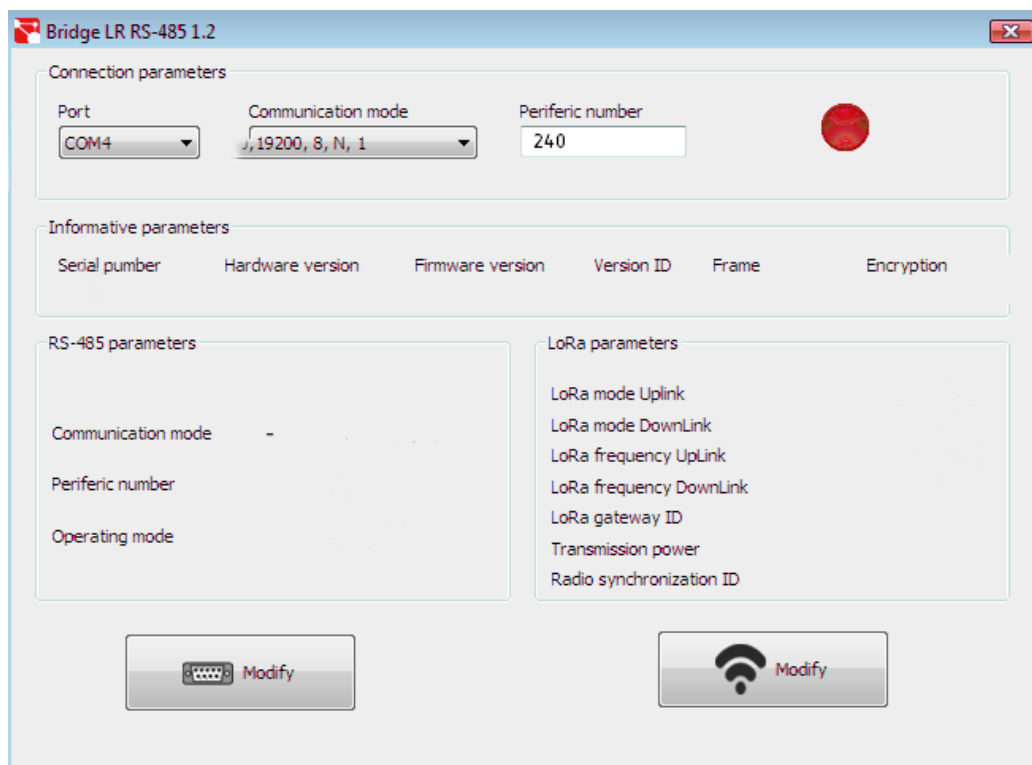 Bridge LR RS-485 1.2
Connection parameters
Port Communication mode Periferic number
COM4 ,19200, 8, N, 1 240
Informative parameters
Serial pumber Hardware version Firmware version Version ID Frame Encryption
RS-485 parameters
Communication mode -
Periferic number
Operating mode
LoRa parameters
LoRa mode Uplink
LoRa mode DownLink
LoRa frequency UpLink
LoRa frequency DownLink
LoRa gateway ID
Transmission power
Radio synchronization ID
Modify
Modify